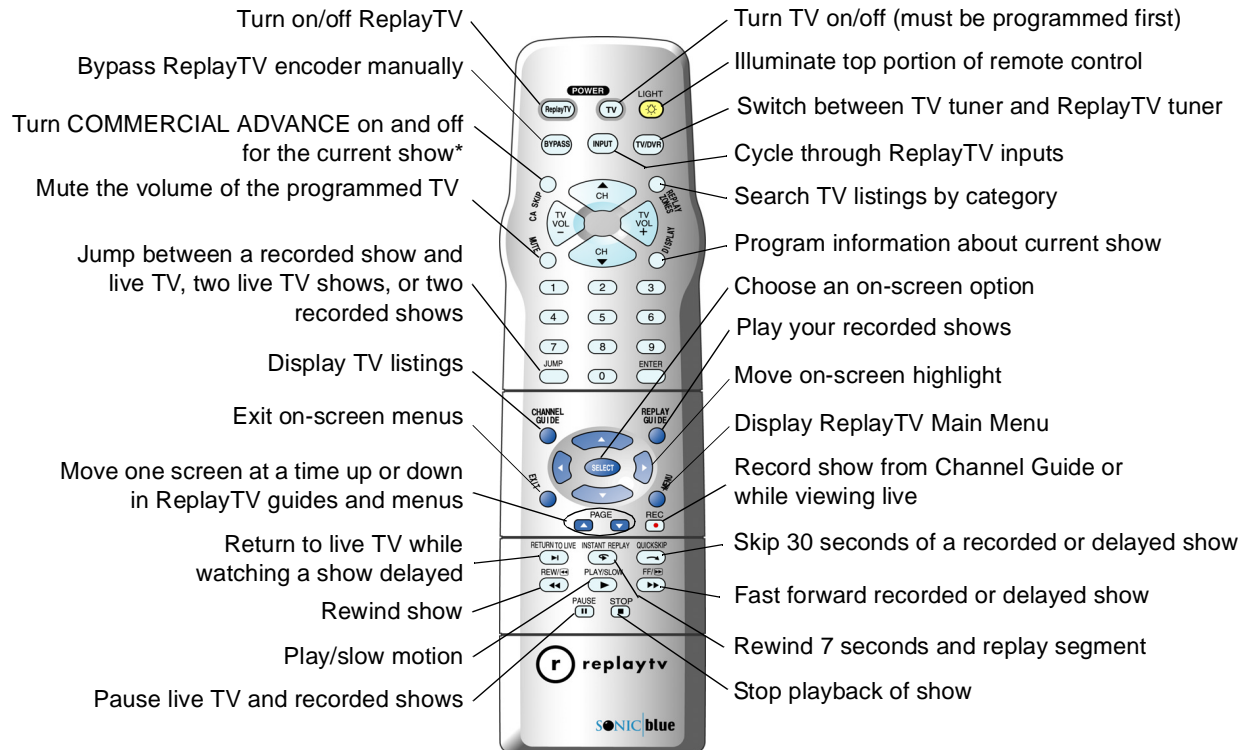 Turn on/off ReplayTV
Turn TV on/off (must be programmed first)
Bypass ReplayTV encoder manually
Illuminate top portion of remote control
Turn COMMERCIAL ADVANCE on and off
for the current show*
Switch between TV tuner and ReplayTV tuner
Cycle through ReplayTV inputs
Mute the volume of the programmed TV
Search TV listings by category
Jump between a recorded show and
live TV, two live TV shows, or two
recorded shows
Program information about current show
Choose an on-screen option
Play your recorded shows
Display TV listings
Move on-screen highlight
Exit on-screen menus
Display ReplayTV Main Menu
Move one screen at a time up or down
in ReplayTV guides and menus
Record show from Channel Guide or
while viewing live
Return to live TV while
watching a show delayed
Skip 30 seconds of a recorded or delayed show
Rewind show
Fast forward recorded or delayed show
Play/slow motion
Rewind 7 seconds and replay segment
Pause live TV and recorded shows
Stop playback of show
POWER
LIGHT
ReplayTV
TV
BYPASS
INPUT
TV/DVR
CA SKIP
CH
REPLAY
ZONES
TV
VOL
–
TV
VOL
+
MUTE
CH
DISPLAY
1
2
3
4
5
6
7
8
9
JUMP
0
ENTER
CHANNEL
GUIDE
REPLAY
GUIDE
SELECT
EXIT
MENU
PAGE
REC
RETURN TO LIVE
INSTANT REPLAY
QUICKSKIP
REW/
PLAY/SLOW
FF/
PAUSE
STOP
r replaytv
SONIC|blue